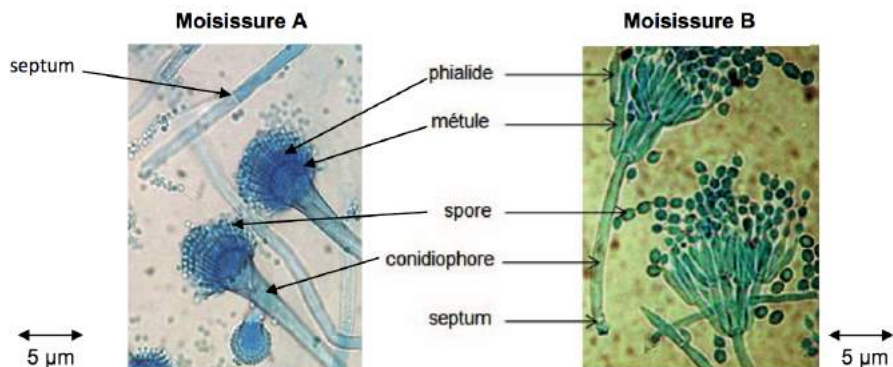 Moisissure A
Moisissure B
septum
phialide
métule
spore
conidiophore
septum
5 µm
5 µm